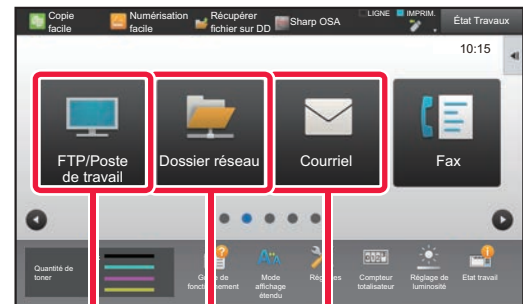 Copie
facile
Numérisation
facile
Récupérer
fichier sur DD
Sharp OSA
LIGNE
IMPRIM.
État Travaux
10:15
FTP/Poste
de travail
Dossier réseau
Courriel
Fax
Quantité de
toner
Mode
affichage
étendu
Compteur
totalisateur
Réglage de
luminosité
Etat travail